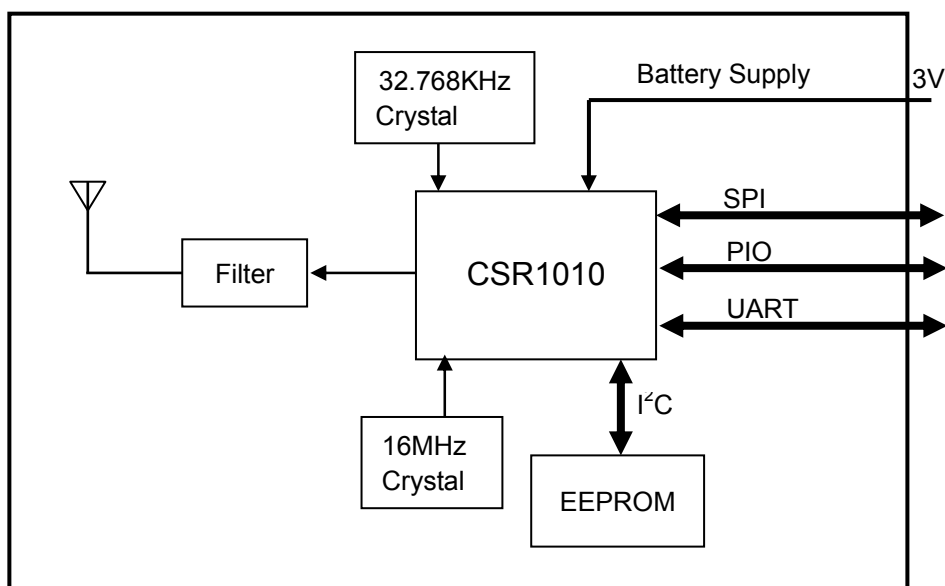 32.768KHz
Crystal
Battery Supply
3V
SPI
Filter
CSR1010
PIO
UART
I²C
16MHz
Crystal
EEPROM